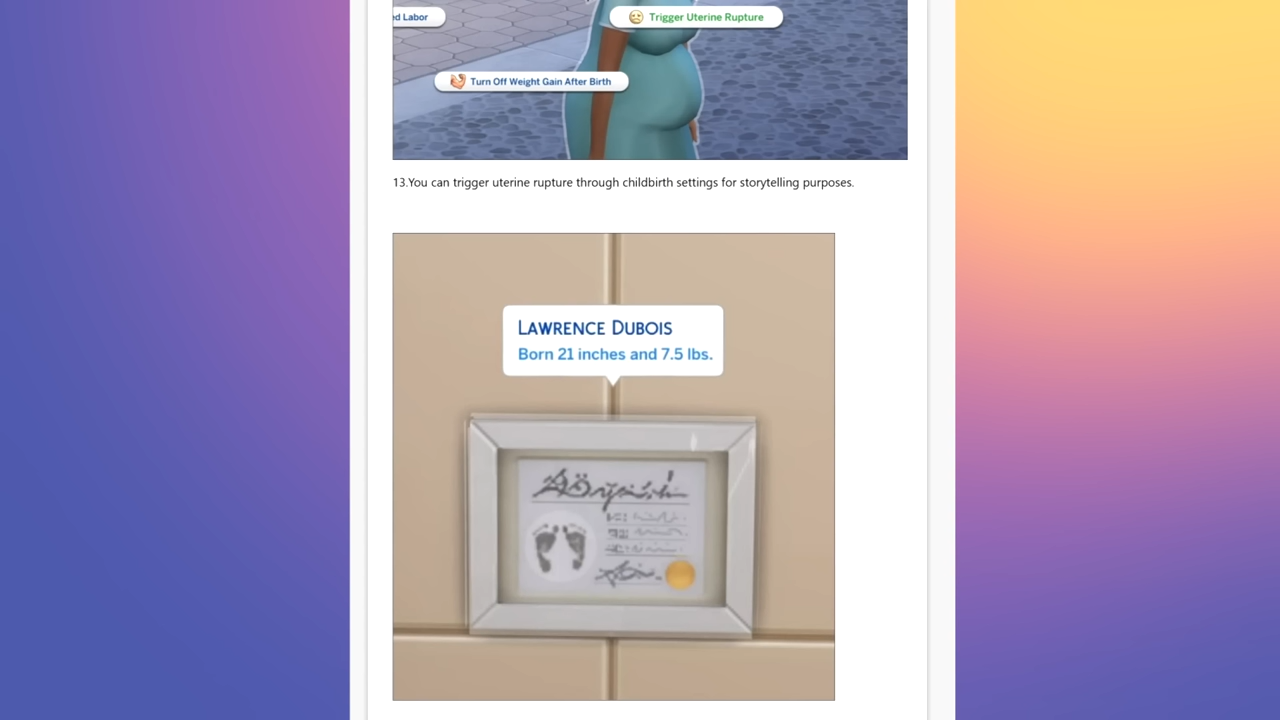 ed Labor
Trigger Uterine Rupture
Turn Off Weight Gain After Birth
13.You can trigger uterine rupture through childbirth settings for storytelling purposes.
LAWRENCE DUBOIS
Born 21 inches and 7.5 lbs.